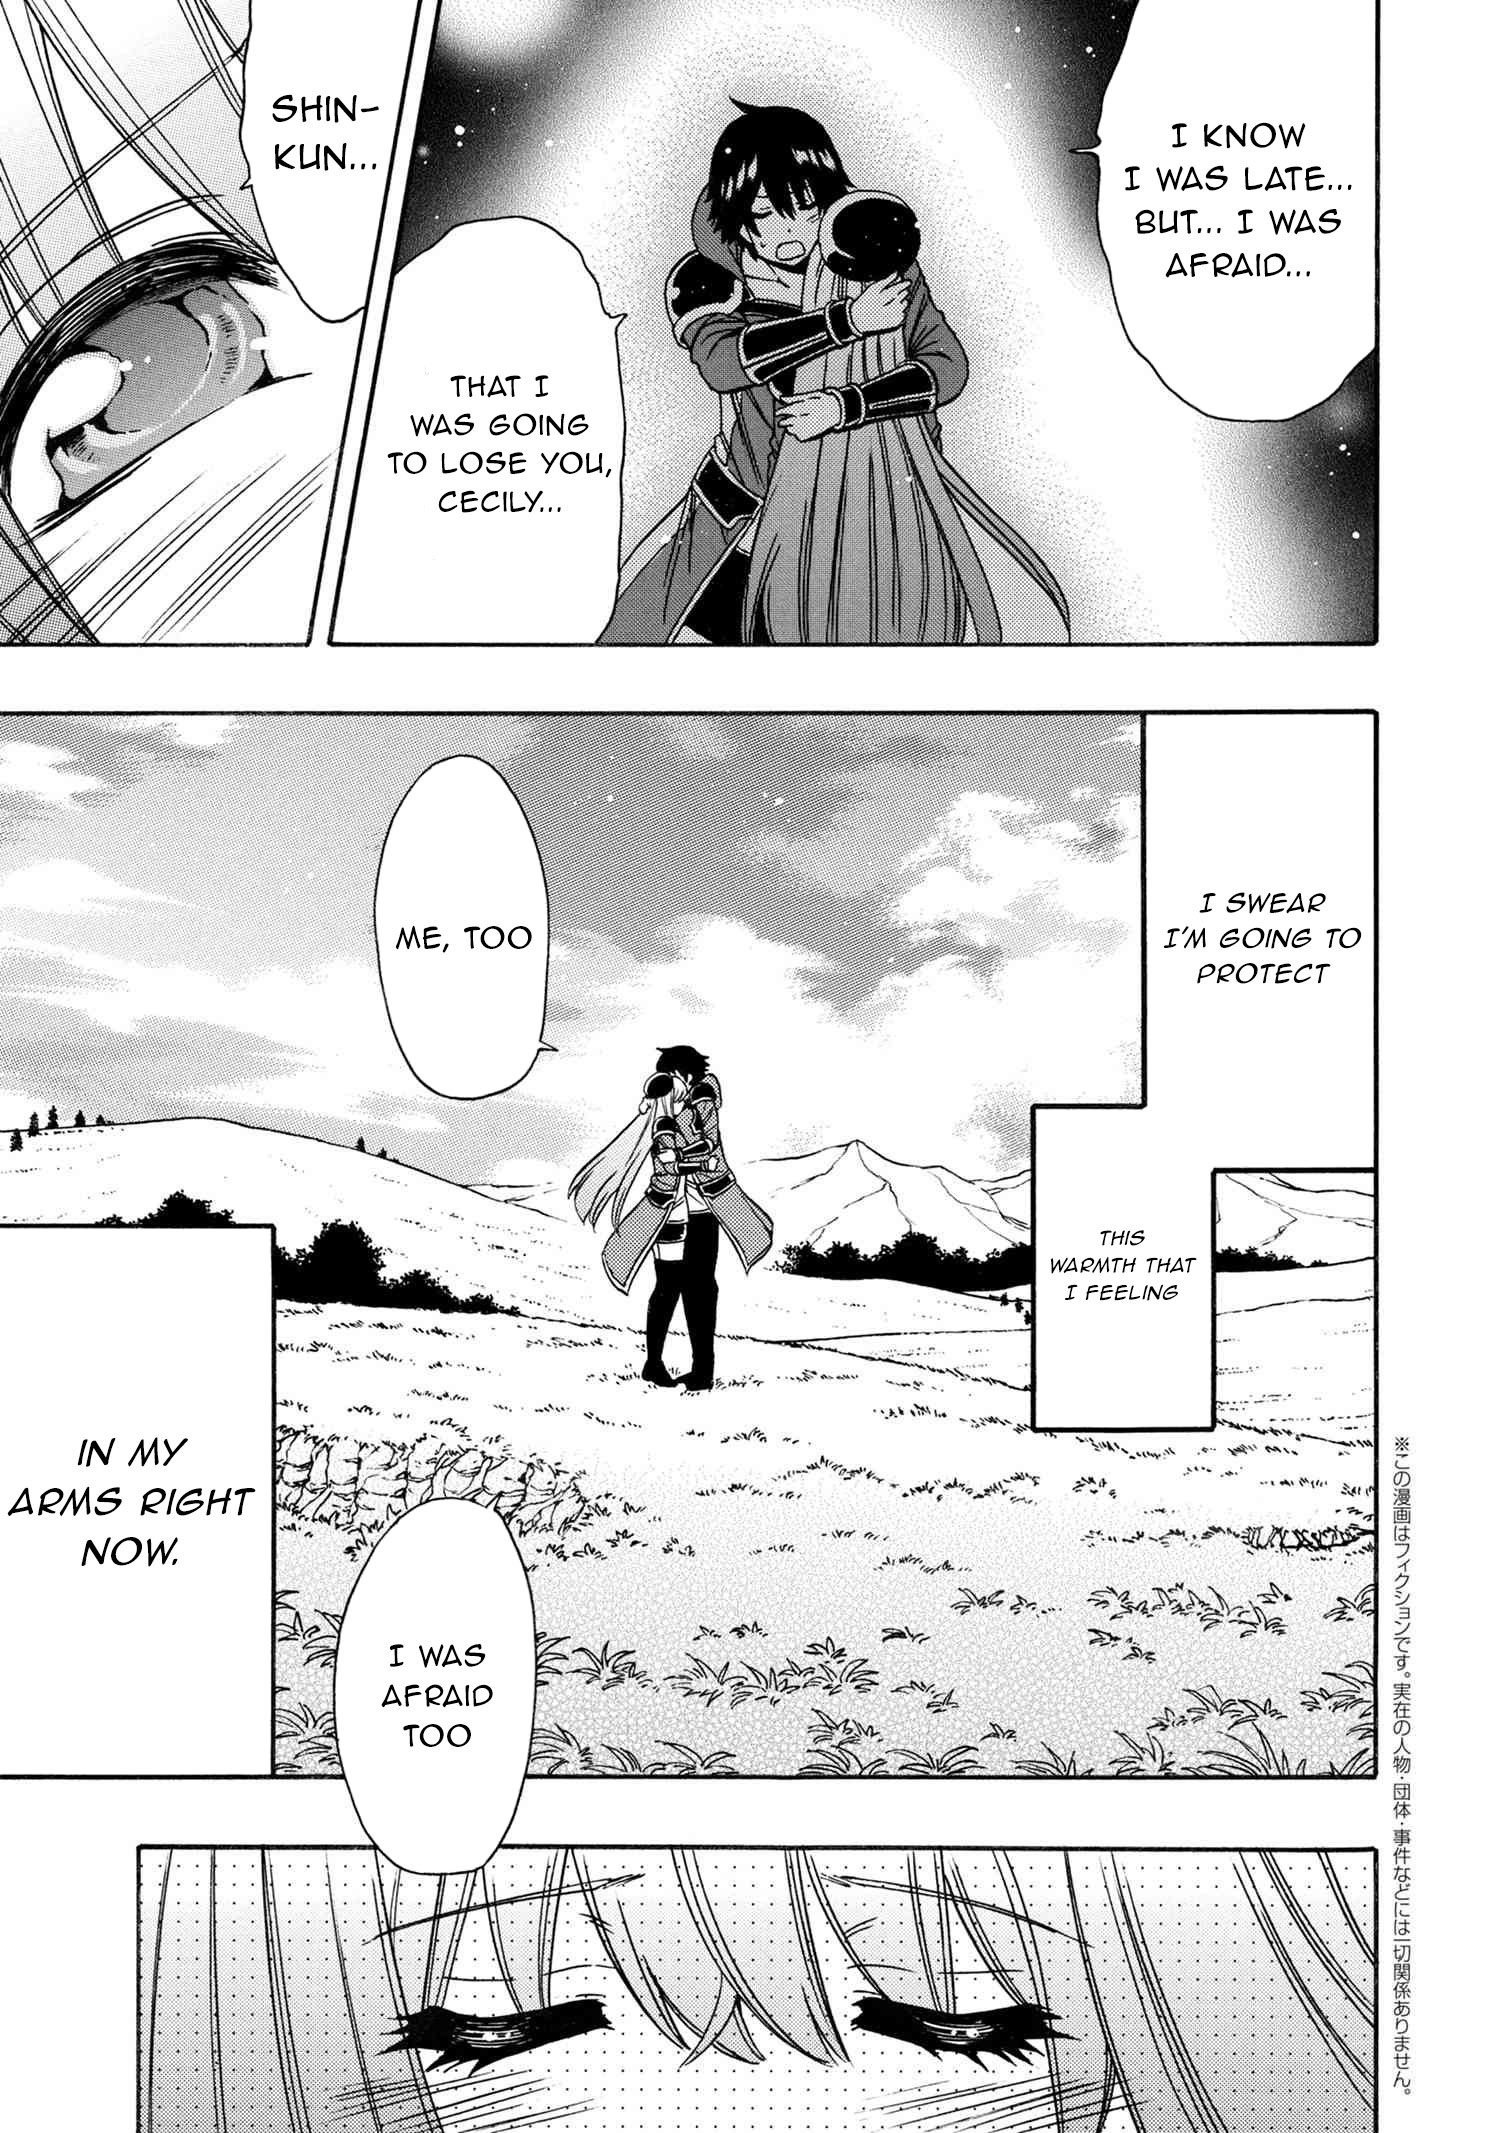 I KNOW
I WAS LATE...
BUT... I WAS
AFRAID...
THAT I
WAS GOING
TO LOSE YOU,
CECILY...
SHIN-
KUN...
I SWEAR
I'M GOING TO
PROTECT
THIS
WARMTH THAT
I FEELING
ME, TOO
IN MY
ARMS RIGHT
NOW.
I WAS
AFRAID
TOO
※この漫画はフィクションです。実在の人物・団体・事件などには一切関係ありません。